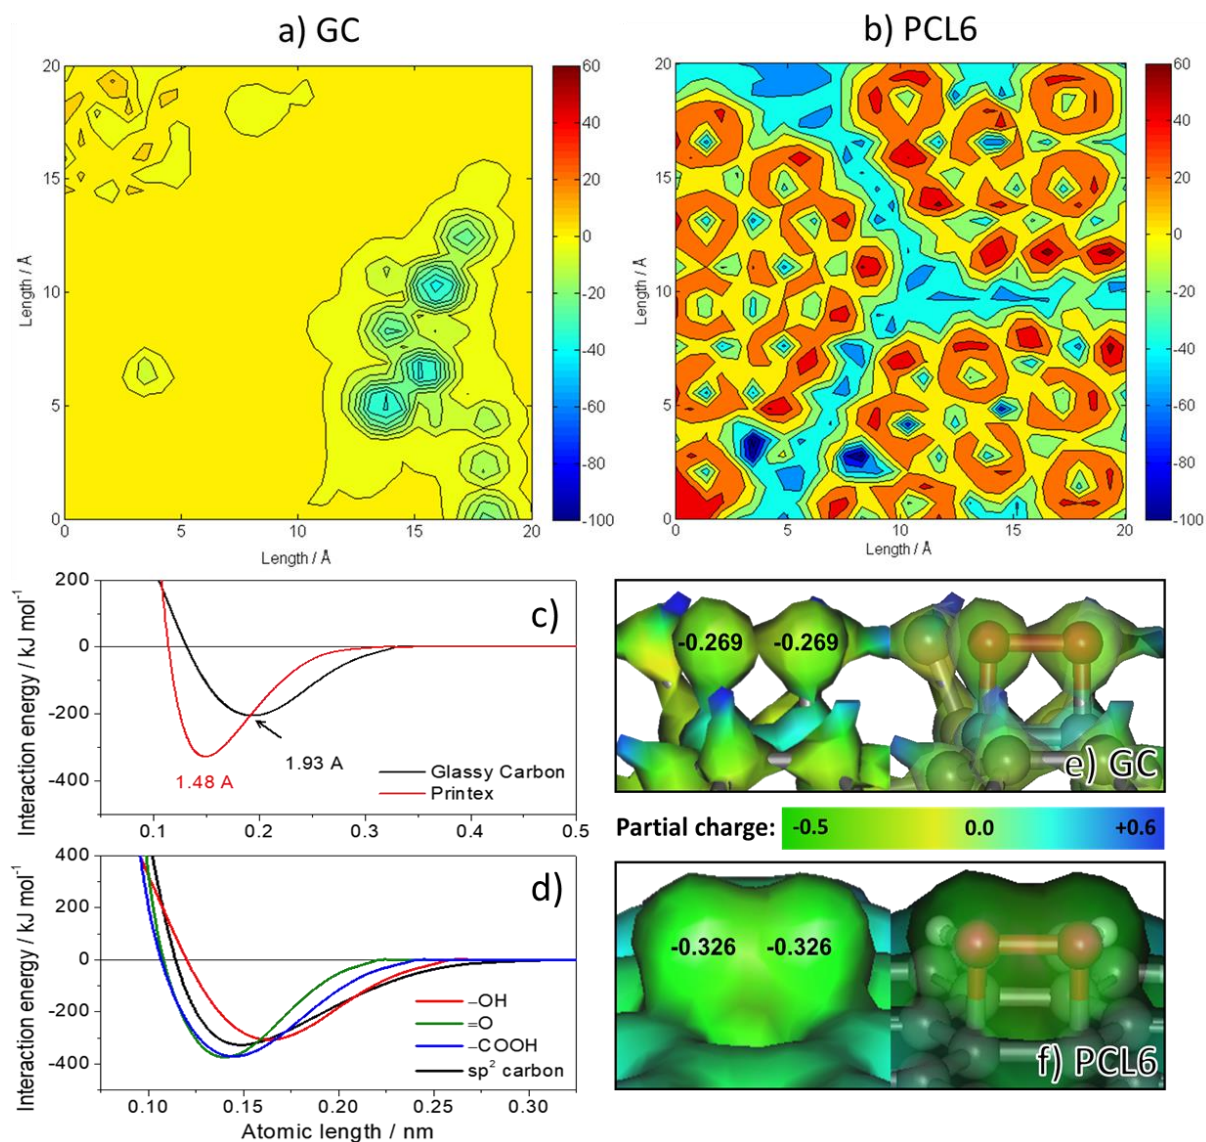 a) GC
b) PCL6
20
15
10
5
0
0 5 10 15 20
Length / Å
Length / Å
60
40
20
0
-20
-40
-60
-80
-100
20
15
10
5
0
0 5 10 15 20
Length / Å
Length / Å
60
40
20
0
-20
-40
-60
-80
-100
c)
Interaction energy / kJ mol⁻¹
200
0
-200
-400
0.1 0.2 0.3 0.4 0.5
1.93 A
1.48 A
Glassy Carbon
Printex
-0.269 -0.269
e) GC
Partial charge: -0.5 0.0 +0.6
d)
Interaction energy / kJ mol⁻¹
400
200
0
-200
-400
0.10 0.15 0.20 0.25 0.30
Atomic length / nm
–OH
=O
–COOH
sp² carbon
-0.326 -0.326
f) PCL6